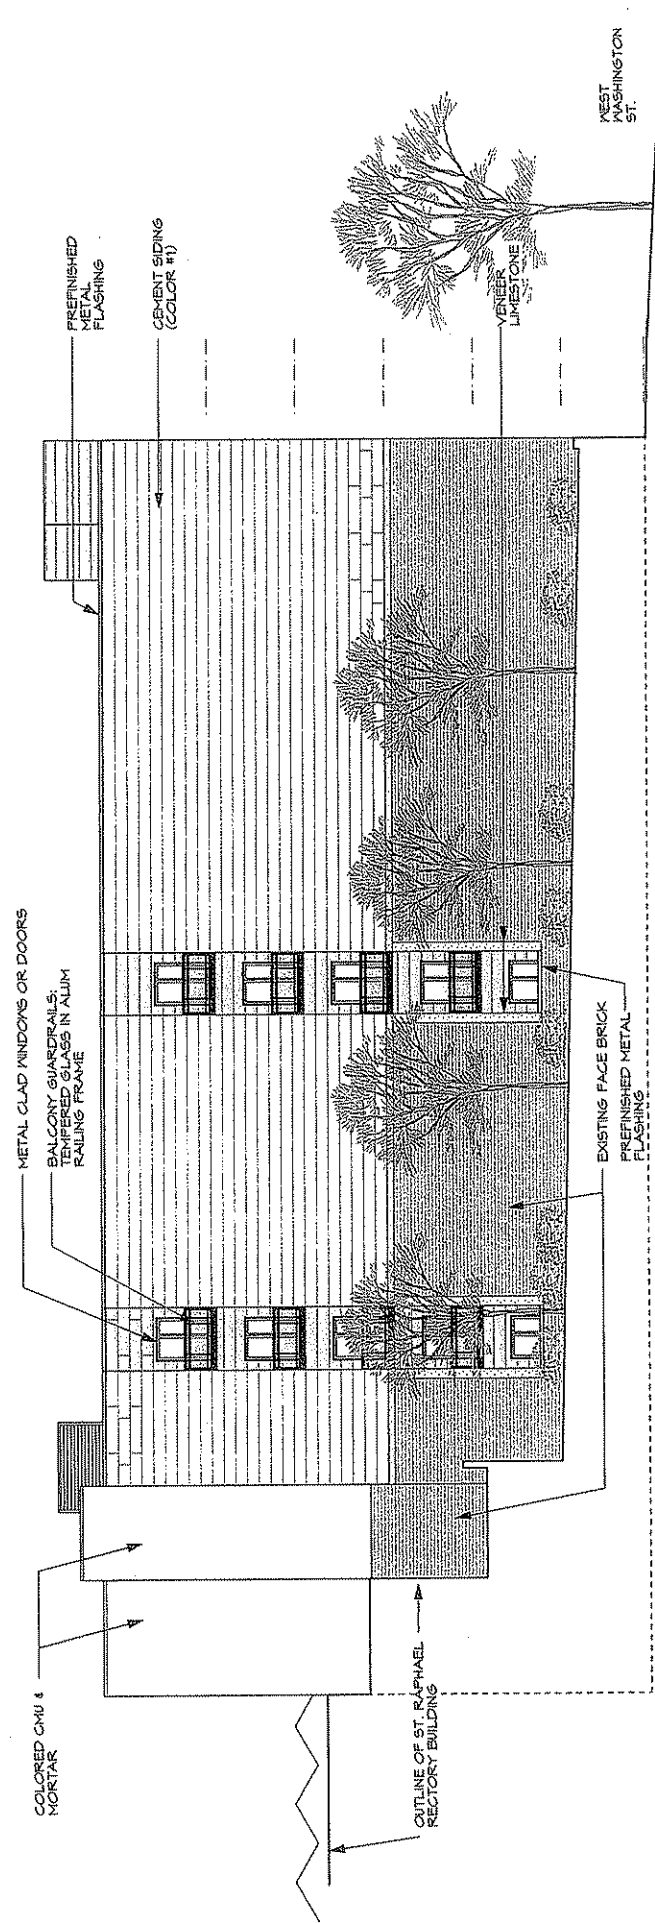 COLORED CMU &
MORTAR
METAL CLAD WINDOWS OR DOORS
BALCONY GUARDRAILS:
TEMPERED GLASS IN ALUM
RAILING FRAME
PREFINISHED
METAL
FLASHING
CEMENT SIDING
(COLOR #1)
OUTLINE OF ST. RAPHAEL
RECTORY BUILDING
EXISTING FACE BRICK
PREFINISHED METAL
FLASHING
VENEER
LIMESTONE
WEST
WASHINGTON
ST.